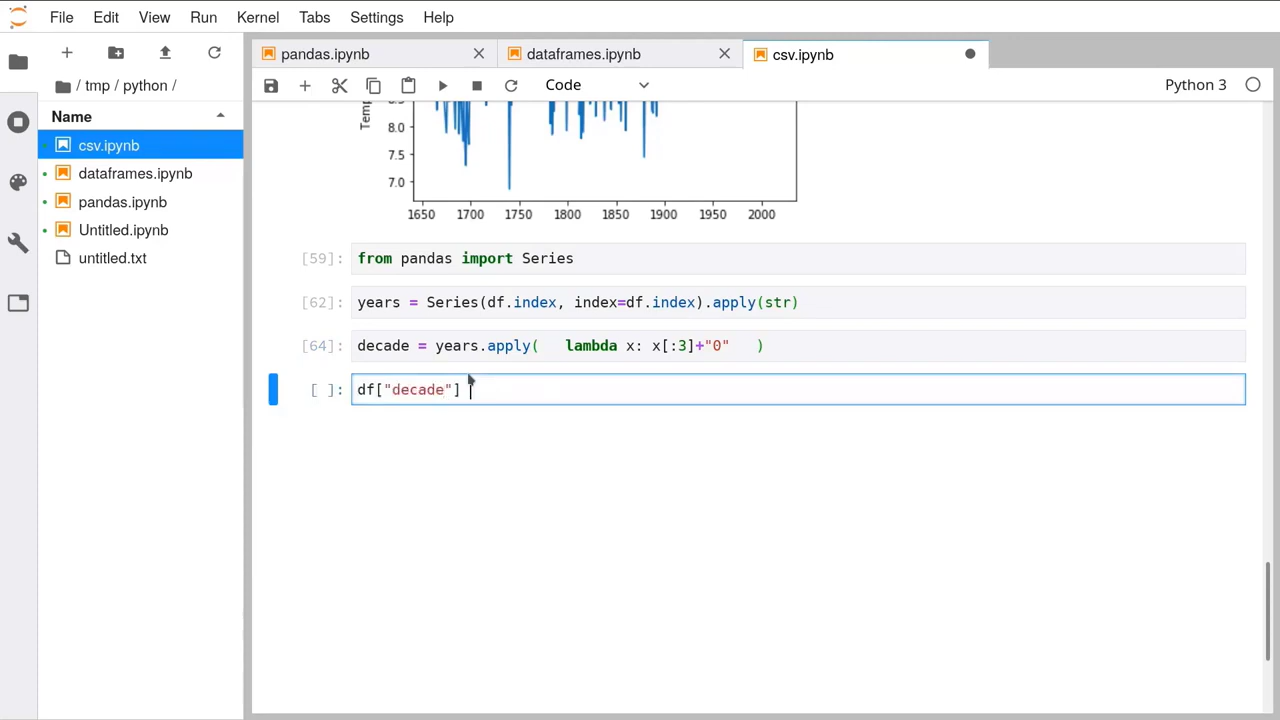 File Edit View Run Kernel Tabs Settings Help
pandas.ipynb dataframes.ipynb csv.ipynb
/ tmp / python /
Code Python 3
Name
csv.ipynb
dataframes.ipynb
pandas.ipynb
Untitled.ipynb
untitled.txt
Temp
8.5
8.0
7.5
7.0
1650 1700 1750 1800 1850 1900 1950 2000
[59]: from pandas import Series
[62]: years = Series(df.index, index=df.index).apply(str)
[64]: decade = years.apply(   lambda x: x[:3]+"0"   )
[ ]: df["decade"]